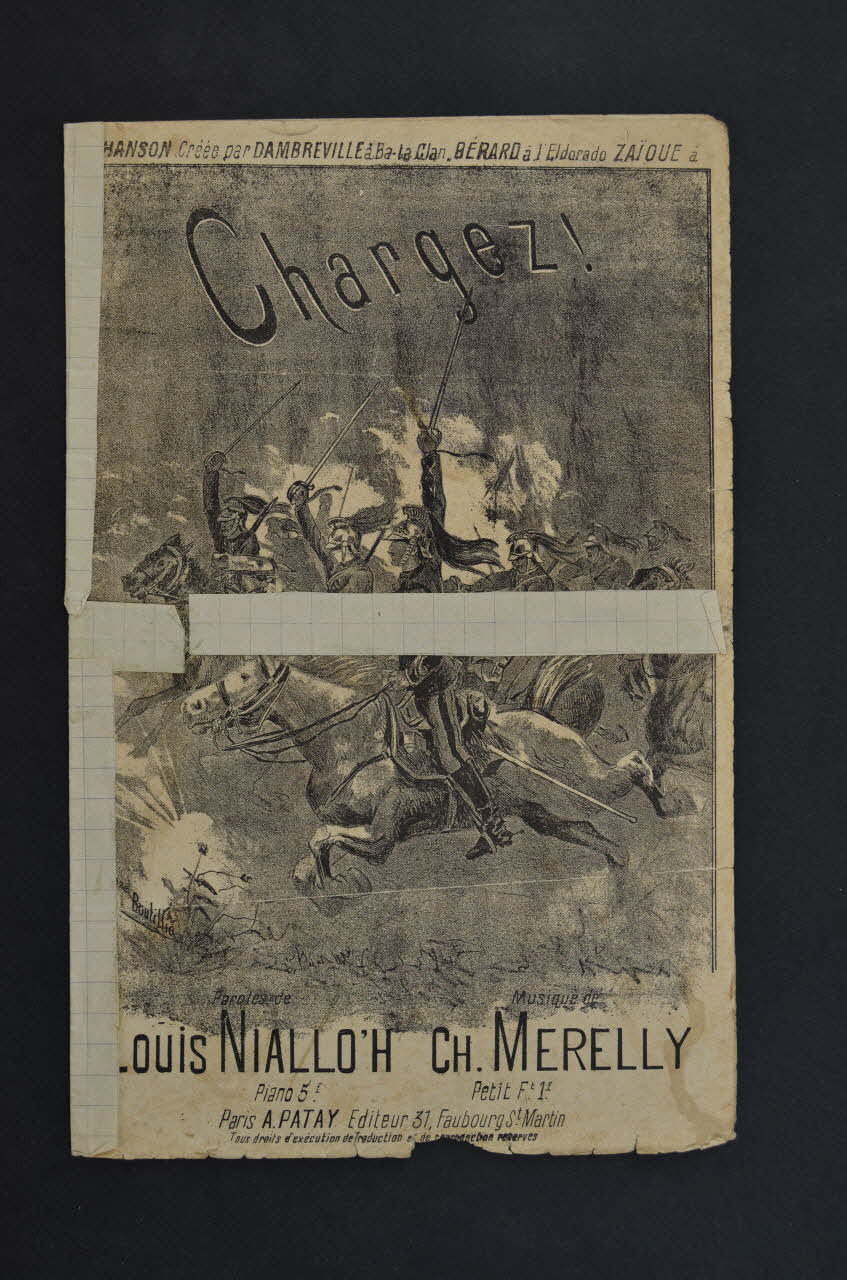 HANSON Créée par DAMBREVILLE à Ba-ta Clan, BÉRARD à l'Eldorado ZAÏQUE à
Chargez!
Boutillié
Paroles de
Musique de
Louis NIALLO'H CH. MERELLY
Piano 5f
Petit Ft 1f
Paris A.PATAY Editeur 31, Faubourg St Martin
Tous droits d'exécution de Traduction et de reproduction réservés